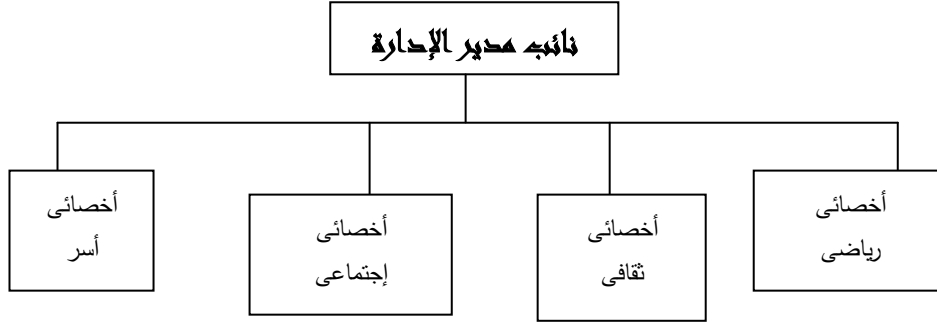 نائب مدير الإدارة
أخصائى
رياضى
أخصائى
ثقافى
أخصائى
إجتماعى
أخصائى
أسر